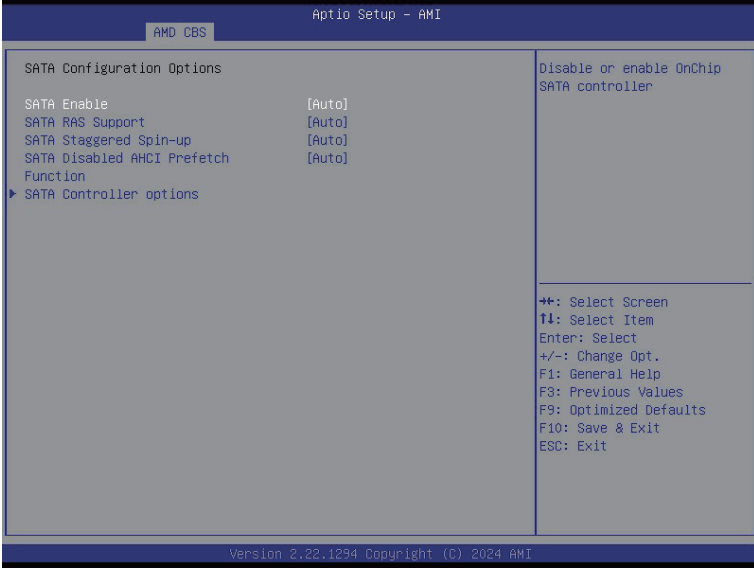 Aptio Setup – AMI
AMD CBS
SATA Configuration Options
SATA Enable [Auto]
SATA RAS Support [Auto]
SATA Staggered Spin-up [Auto]
SATA Disabled AHCI Prefetch [Auto]
Function
SATA Controller options
Disable or enable OnChip
SATA controller
→←: Select Screen
↑↓: Select Item
Enter: Select
+/-: Change Opt.
F1: General Help
F3: Previous Values
F9: Optimized Defaults
F10: Save & Exit
ESC: Exit
Version 2.22.1294 Copyright (C) 2024 AMI